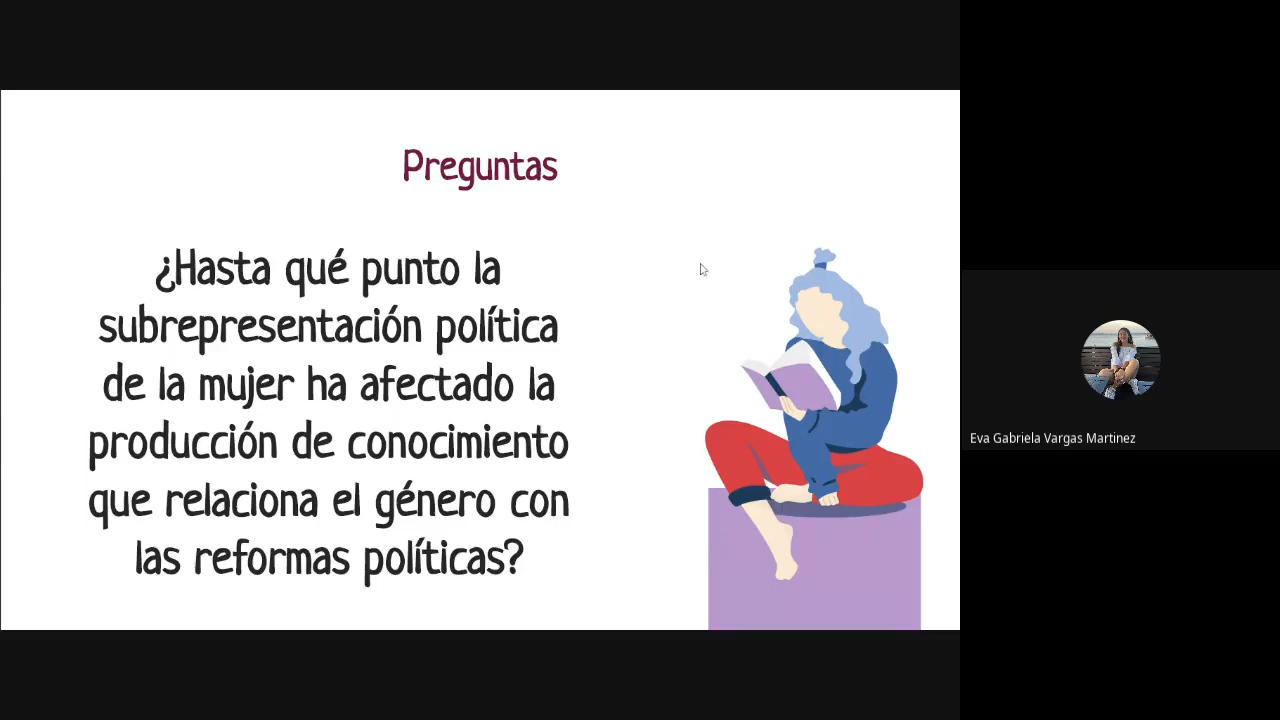 Preguntas
¿Hasta qué punto la
subrepresentación política
de la mujer ha afectado la
producción de conocimiento
que relaciona el género con
las reformas políticas?
Eva Gabriela Vargas Martinez